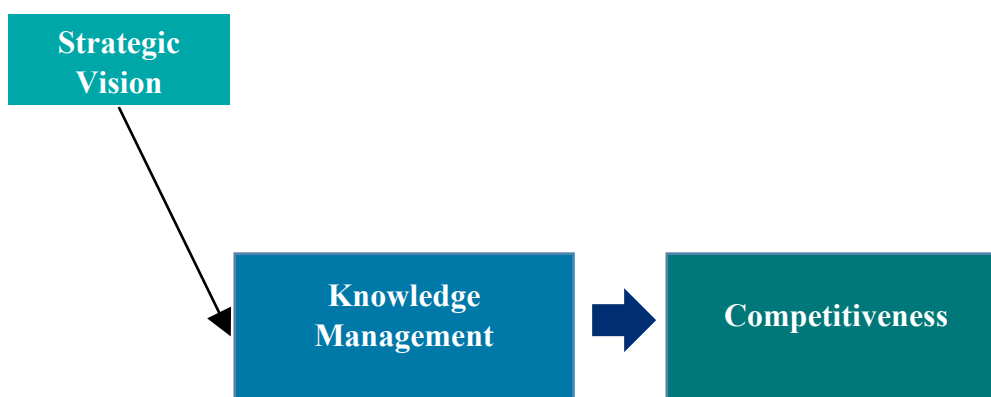 Strategic
Vision
Knowledge
Management
Competitiveness